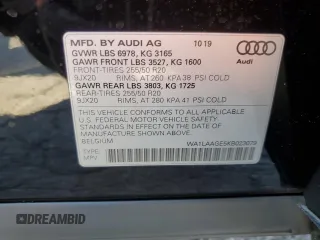 MFD. BY AUDI AG 10 19
GVWR LBS 6978, KG 3165
GAWR FRONT LBS 3527, KG 1600
FRONT-TIRES 255/50 R20
9JX20 RIMS, AT 260 KPA 38 PSI COLD
GAWR REAR LBS 3803, KG 1725
REAR-TIRES 255/50 R20
9JX20 RIMS, AT 280 KPA 41 PSI COLD
Audi
THIS VEHICLE CONFORMS TO ALL APPLICABLE
U.S. FEDERAL MOTOR VEHICLE SAFETY STANDARDS
IN EFFECT ON THE DATE OF MANUFACTURE SHOWN ABOVE.
BELGIUM
TYPE:
MPV
DREAMBID